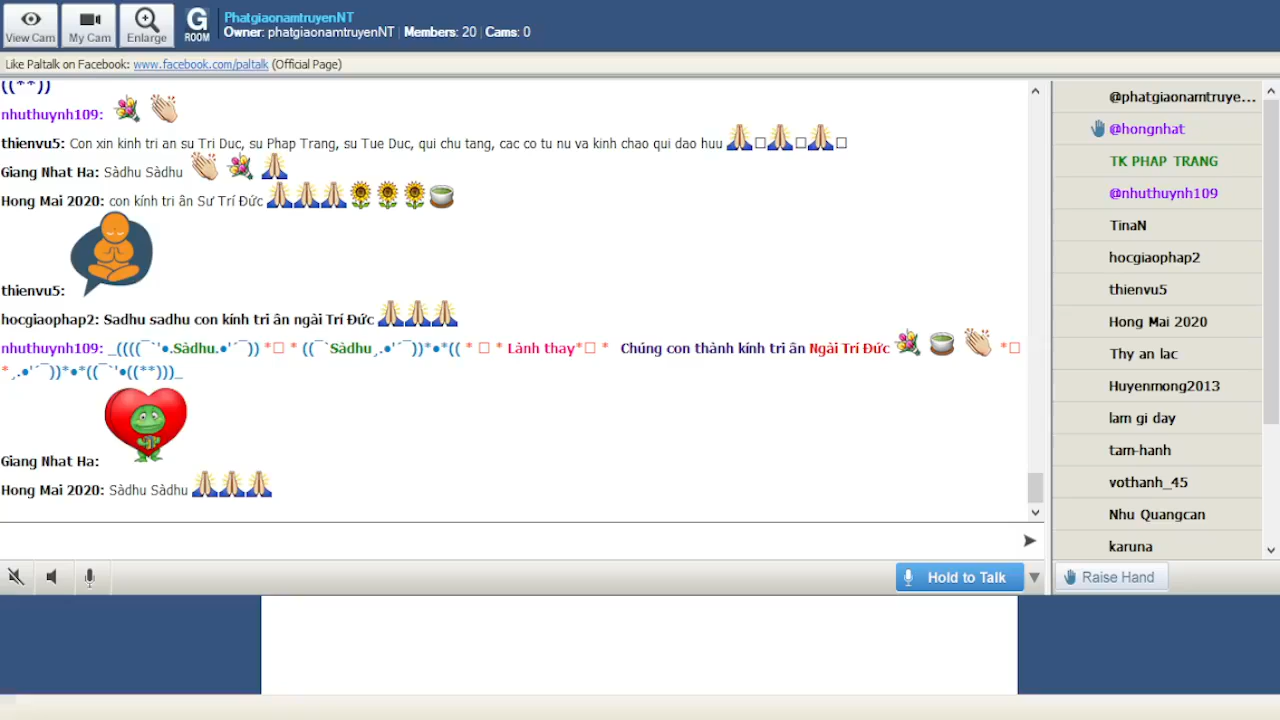 View Cam
My Cam
Enlarge
G
ROOM
PhatgiaonamtruyenNT
Owner: phatgiaonamtruyenNT | Members: 20 | Cams: 0
Like Paltalk on Facebook: www.facebook.com/paltalk (Official Page)
((**))
nhuthuynh109:
thienvu5: Con xin kinh tri an su Tri Duc, su Phap Trang, su Tue Duc, qui chu tang, cac co tu nu va kinh chao qui dao huu 🙏□🙏□🙏□
Giang Nhat Ha: Sàdhu Sàdhu
Hong Mai 2020: con kính tri ân Sư Trí Đức
thienvu5:
hocgiaophap2: Sadhu sadhu con kính tri ân ngài Trí Đức
nhuthuynh109: _((((¯`'•.Sàdhu.•'´¯)) *□ * ((¯`Sàdhu¸.•'´¯))*•*(( * □ * Lành thay*□ * Chúng con thành kính tri ân Ngài Trí Đức *□
*¸.•'´¯))*•*((¯`'•((**)))_
Giang Nhat Ha:
Hong Mai 2020: Sàdhu Sàdhu
Hold to Talk
@phatgiaonamtruye...
@hongnhat
TK PHAP TRANG
@nhuthuynh109
TinaN
hocgiaophap2
thienvu5
Hong Mai 2020
Thy an lac
Huyenmong2013
lam gi day
tam-hanh
vothanh_45
Nhu Quangcan
karuna
Raise Hand